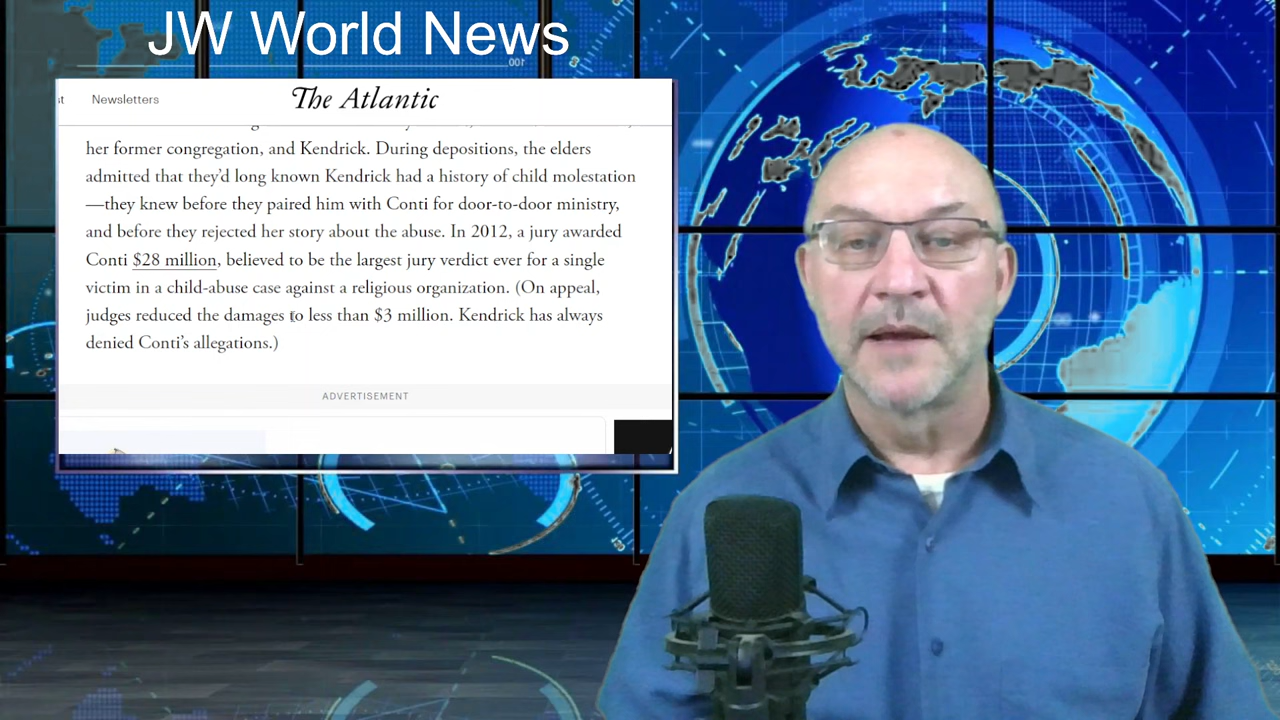 JW World News
001
st Newsletters The Atlantic
her former congregation, and Kendrick. During depositions, the elders
admitted that they'd long known Kendrick had a history of child molestation
—they knew before they paired him with Conti for door-to-door ministry,
and before they rejected her story about the abuse. In 2012, a jury awarded
Conti $28 million, believed to be the largest jury verdict ever for a single
victim in a child-abuse case against a religious organization. (On appeal,
judges reduced the damages to less than $3 million. Kendrick has always
denied Conti's allegations.)
ADVERTISEMENT